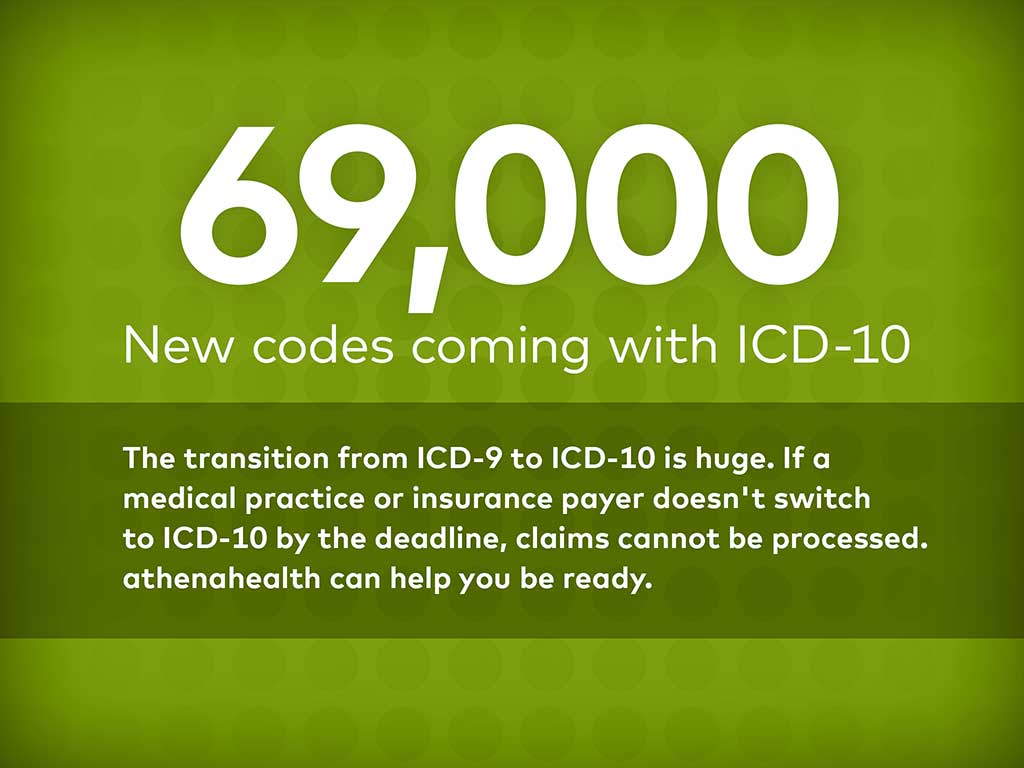 69,000
New codes coming with ICD-10
The transition from ICD-9 to ICD-10 is huge. If a
medical practice or insurance payer doesn't switch
to ICD-10 by the deadline, claims cannot be processed.
athenahealth can help you be ready.